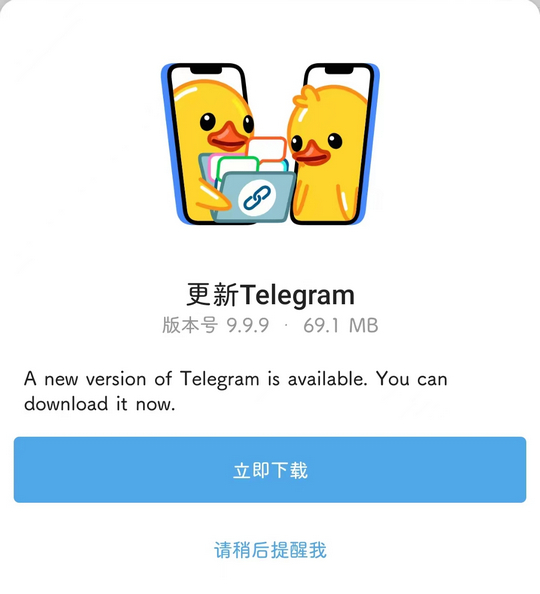 更新Telegram
版本号 9.9.9 · 69.1 MB
A new version of Telegram is available. You can
download it now.
立即下载
请稍后提醒我